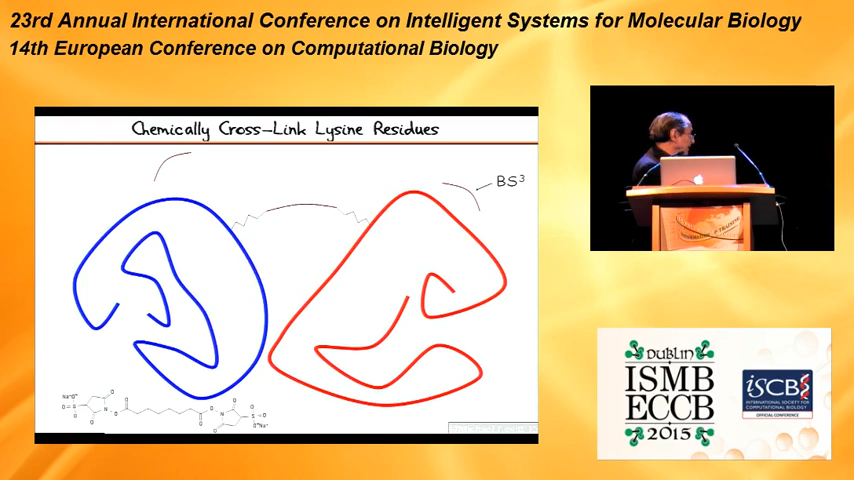 23rd Annual International Conference on Intelligent Systems for Molecular Biology
14th European Conference on Computational Biology
Chemically Cross-Link Lysine Residues
BS³
DUBLIN
ISMB
ECCB
2015
iSCB
INTERNATIONAL SOCIETY FOR
COMPUTATIONAL BIOLOGY
OFFICIAL CONFERENCE